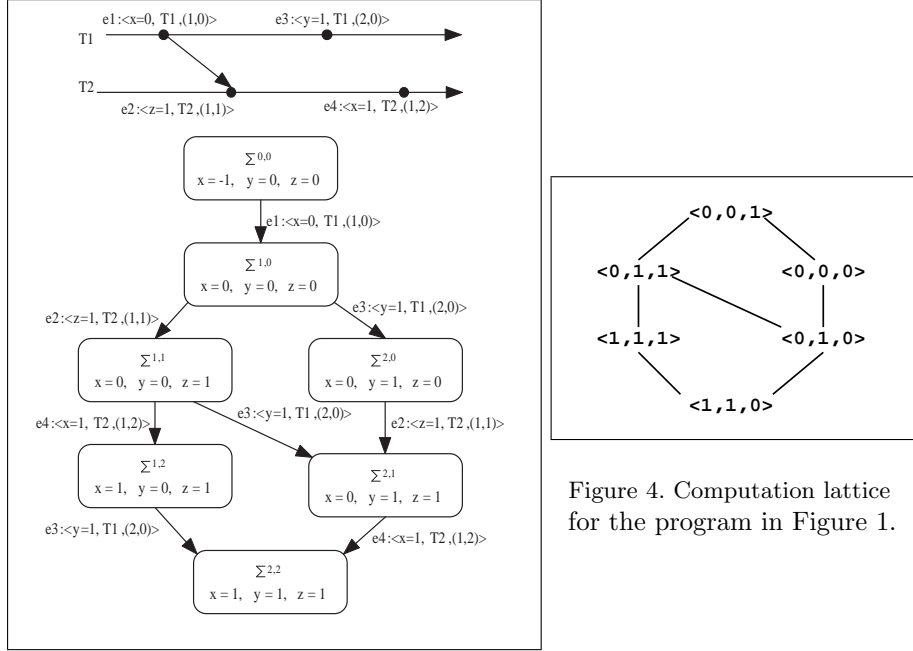 e1:<x=0, T1 ,(1,0)>
e3:<y=1, T1 ,(2,0)>
T1
T2
e2:<z=1, T2 ,(1,1)>
e4:<x=1, T2 ,(1,2)>
Σ0,0
x = -1, y = 0, z = 0
e1:<x=0, T1 ,(1,0)>
Σ1,0
x = 0, y = 0, z = 0
e2:<z=1, T2 ,(1,1)>
e3:<y=1, T1 ,(2,0)>
Σ1,1
x = 0, y = 0, z = 1
Σ2,0
x = 0, y = 1, z = 0
e4:<x=1, T2 ,(1,2)>
e3:<y=1, T1 ,(2,0)>
e2:<z=1, T2 ,(1,1)>
Σ1,2
x = 1, y = 0, z = 1
Σ2,1
x = 0, y = 1, z = 1
e3:<y=1, T1 ,(2,0)>
e4:<x=1, T2 ,(1,2)>
Σ2,2
x = 1, y = 1, z = 1
<0,0,1>
<0,1,1>
<0,0,0>
<1,1,1>
<0,1,0>
<1,1,0>
Figure 4. Computation lattice
for the program in Figure 1.